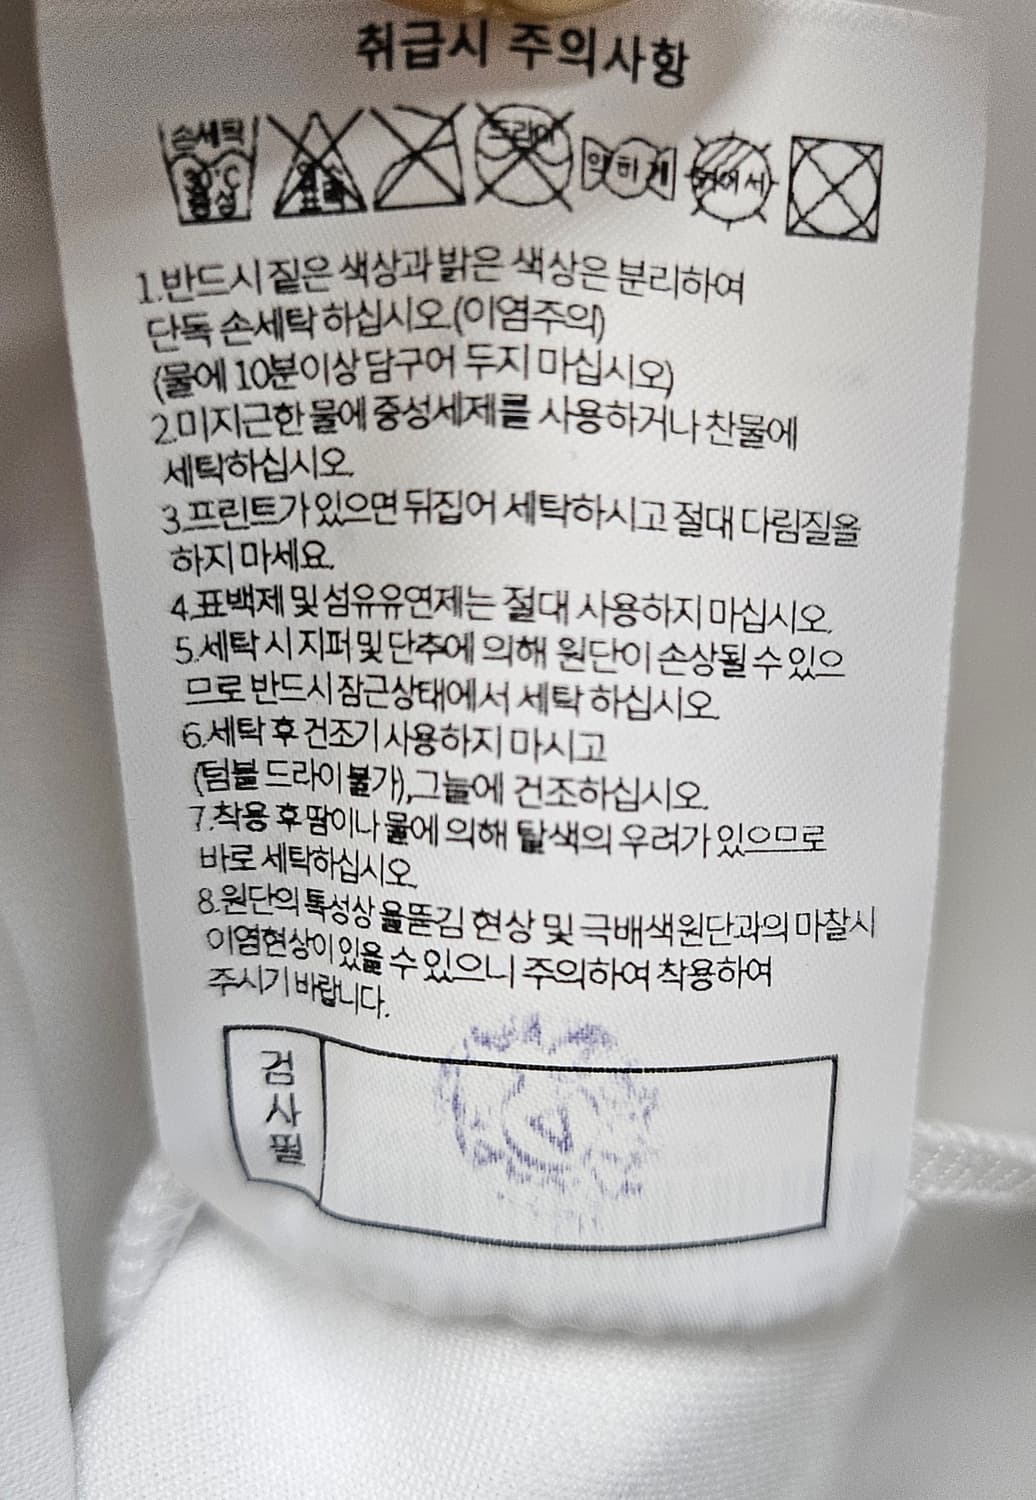 취급시 주의사항
손세탁 드라이
30℃ 염소 약하게 뉘어서
중성 표백
1.반드시 짙은 색상과 밝은 색상은 분리하여
단독 손세탁 하십시오.(이염주의)
(물에 10분이상 담구어 두지 마십시오)
2.미지근한 물에 중성세제를 사용하거나 찬물에
세탁하십시오.
3.프린트가 있으면 뒤집어 세탁하시고 절대 다림질을
하지 마세요.
4.표백제 및 섬유유연제는 절대 사용하지 마십시오.
5.세탁 시 지퍼 및 단추에 의해 원단이 손상될 수 있으
므로 반드시 잠근상태에서 세탁 하십시오.
6.세탁 후 건조기 사용하지 마시고
(텀블 드라이 불가),그늘에 건조하십시오.
7.착용 후 땀이나 물에 의해 탈색의 우려가 있으므로
바로 세탁하십시오.
8.원단의 특성상 올뜯김 현상 및 극배색원단과의 마찰시
이염현상이 있을 수 있으니 주의하여 착용하여
주시기 바랍니다.
검
사
필